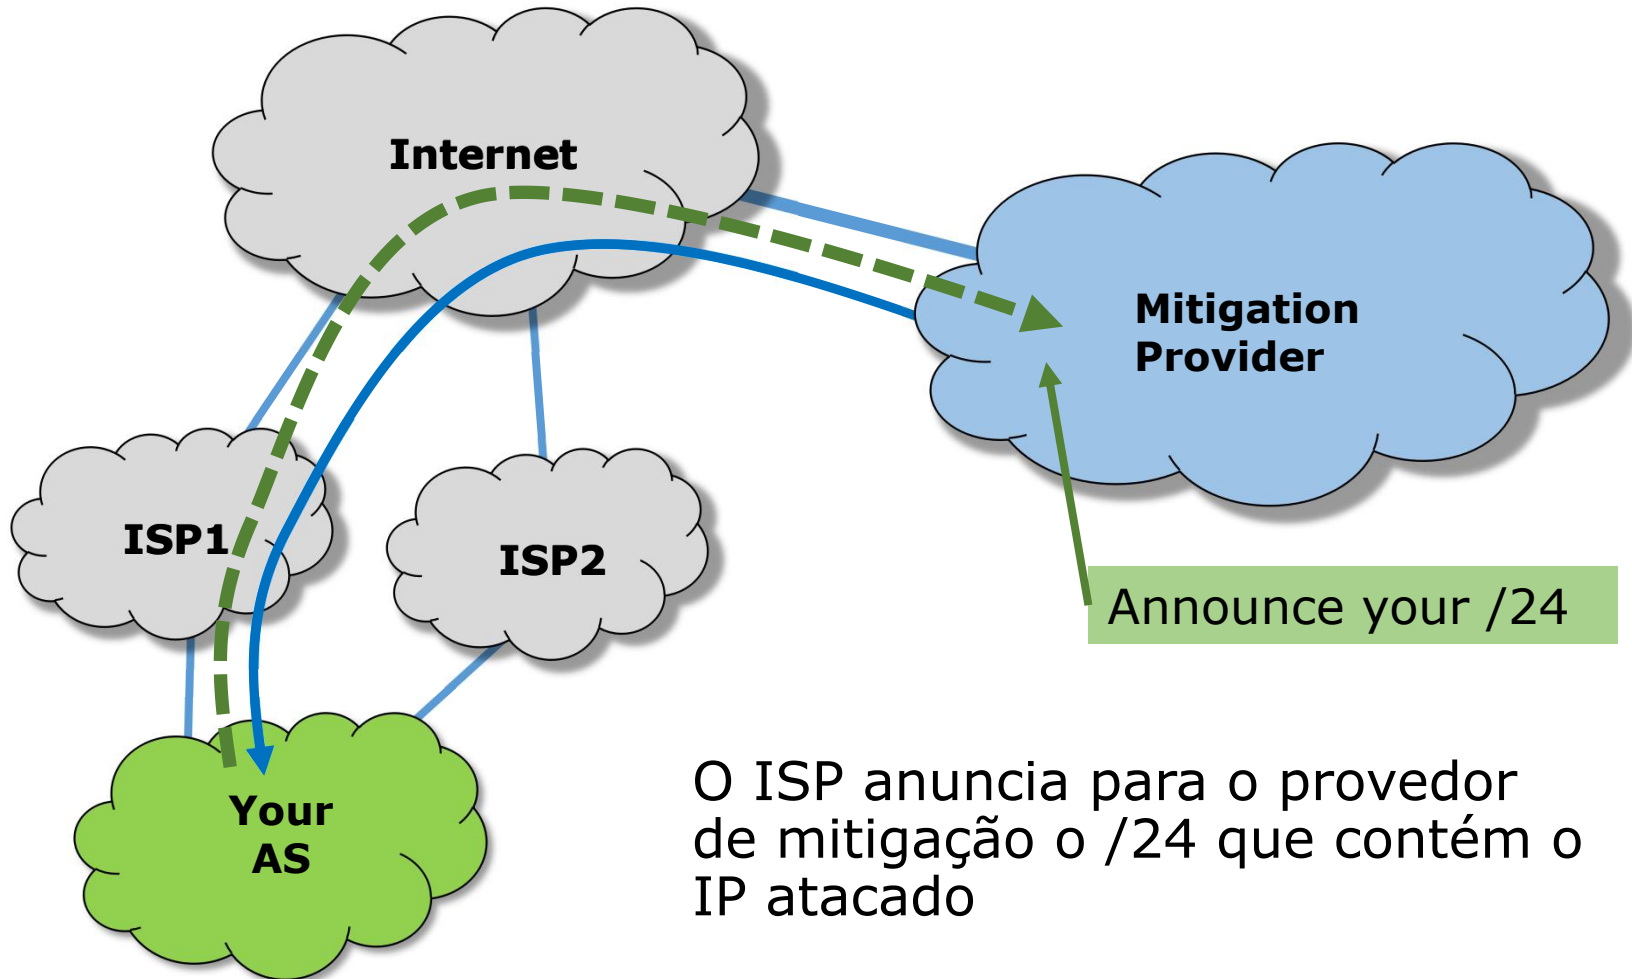 Internet
Mitigation
Provider
ISP1
ISP2
Announce your /24
Your
AS
O ISP anuncia para o provedor
de mitigação o /24 que contém o
IP atacado